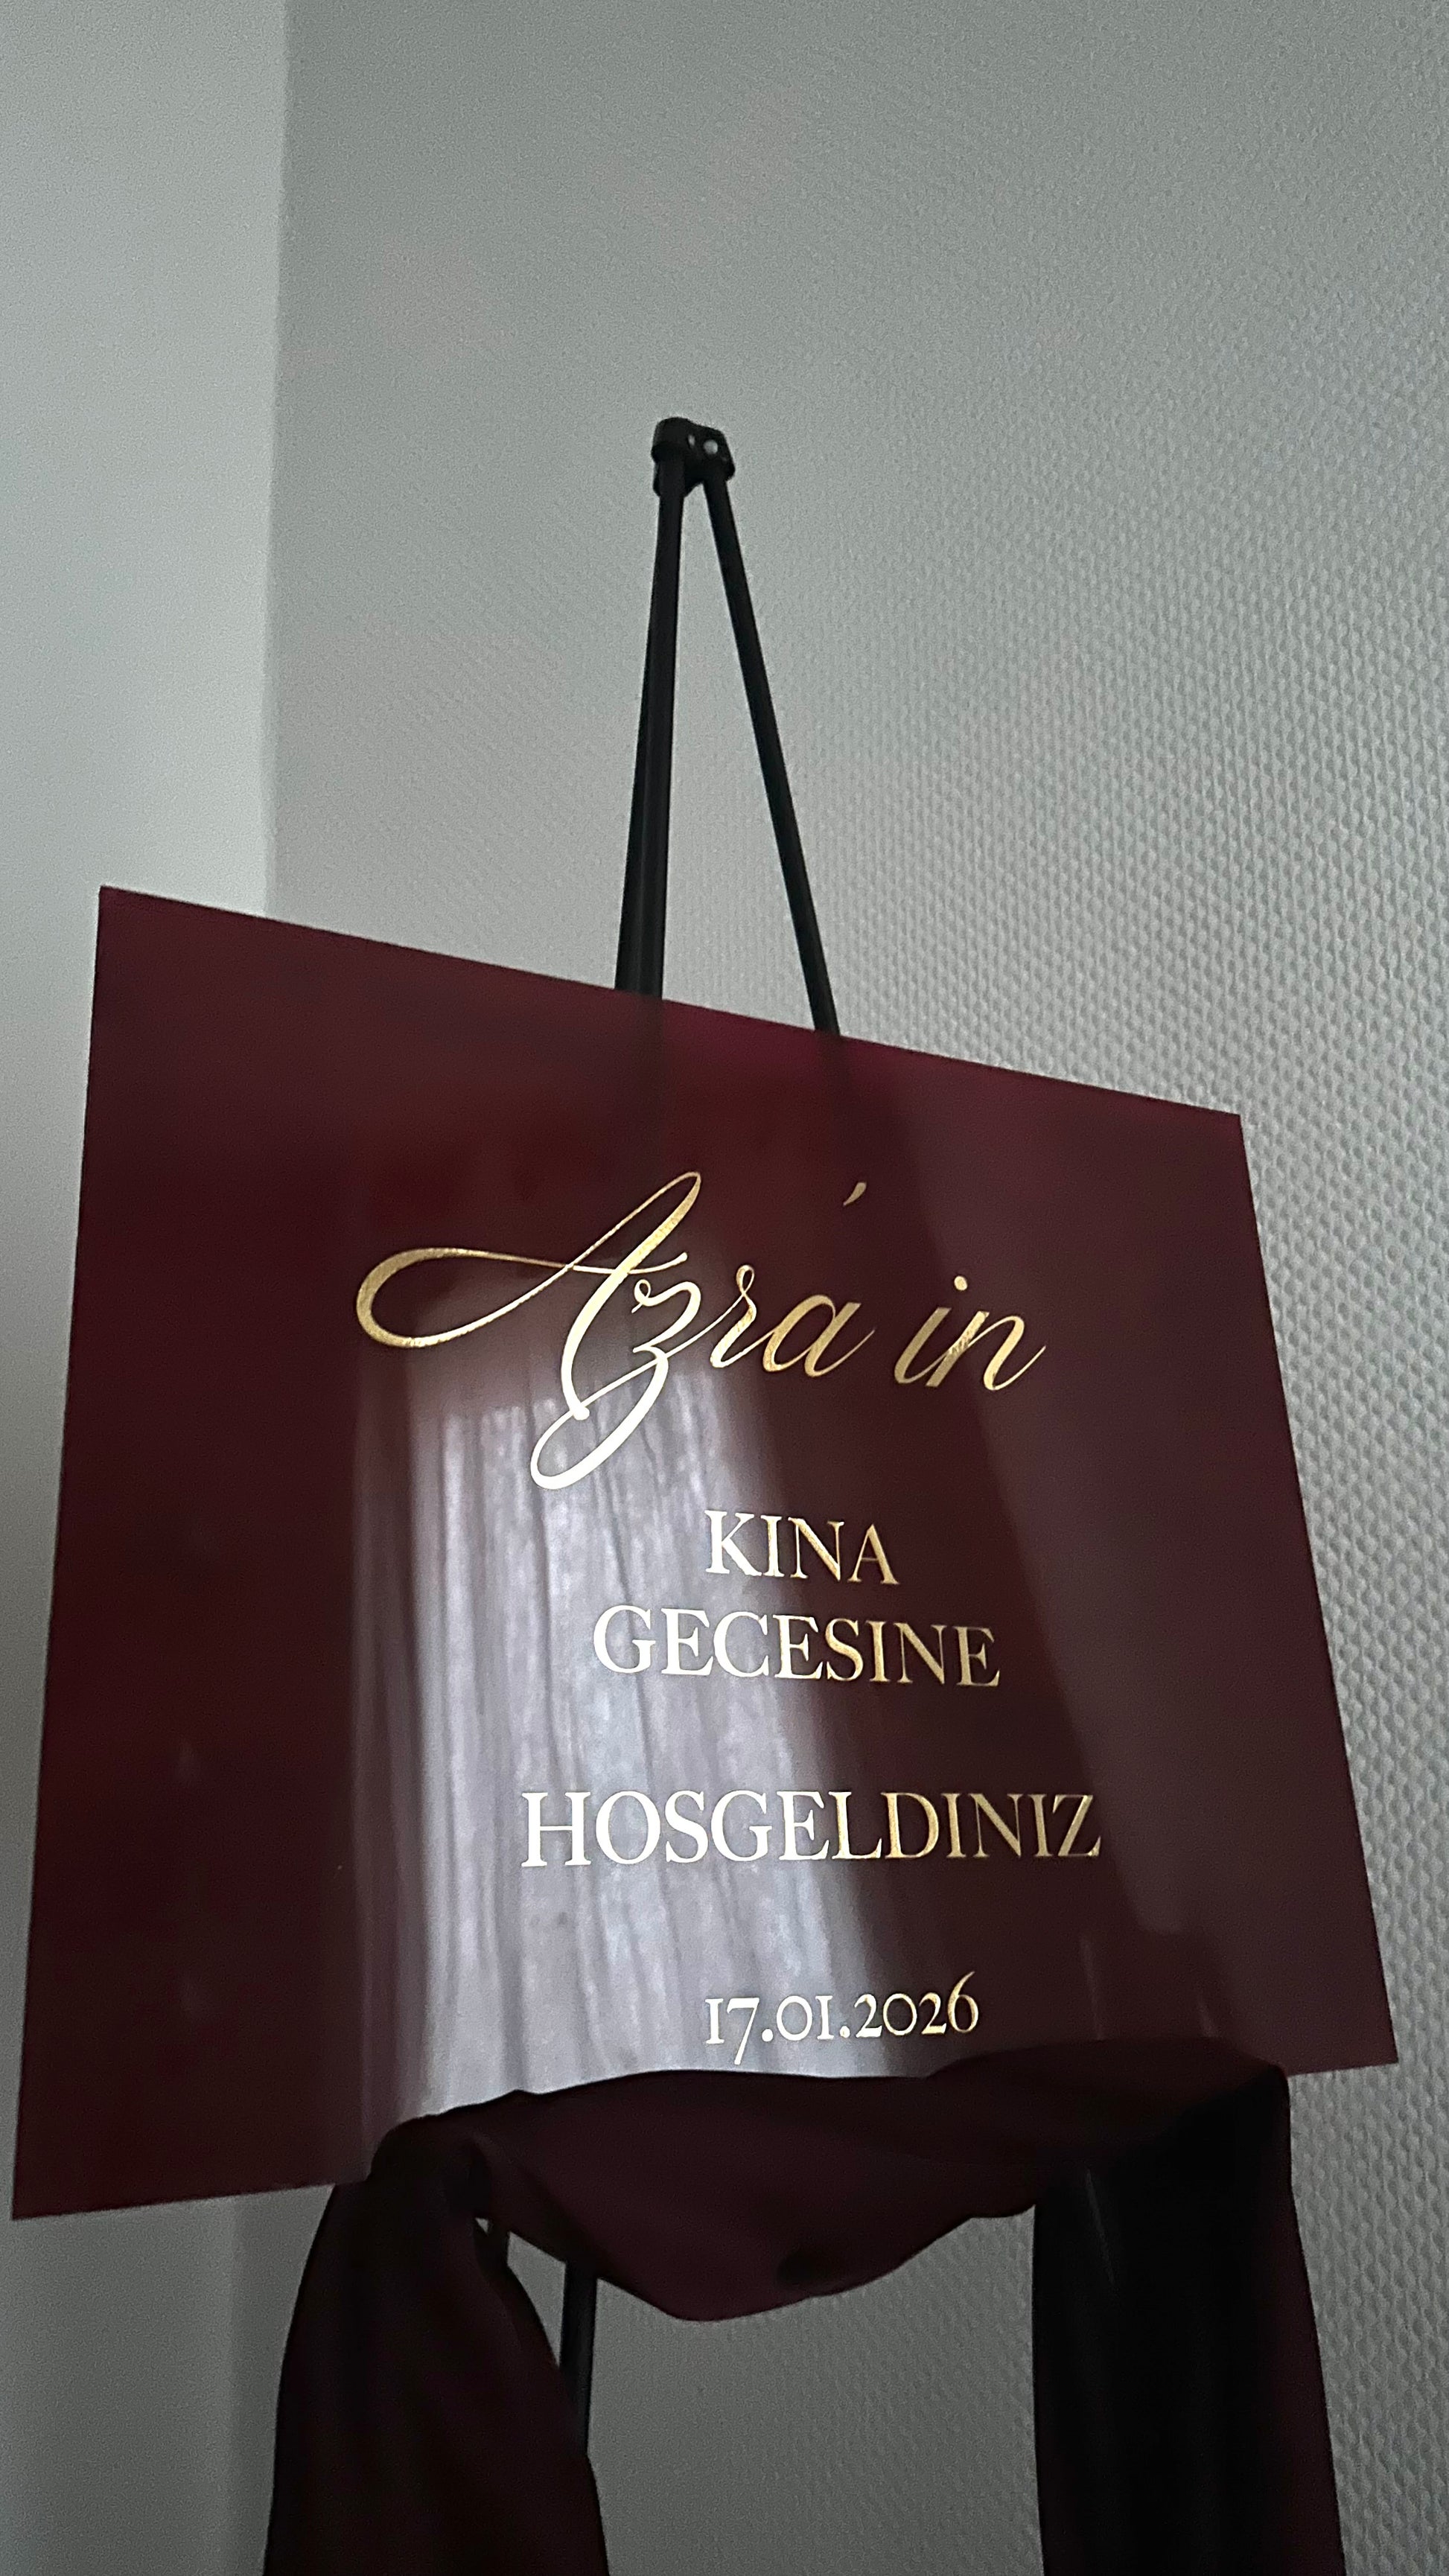 Azra'in
KINA
GECESINE
HOSGELDINIZ
17.01.2026